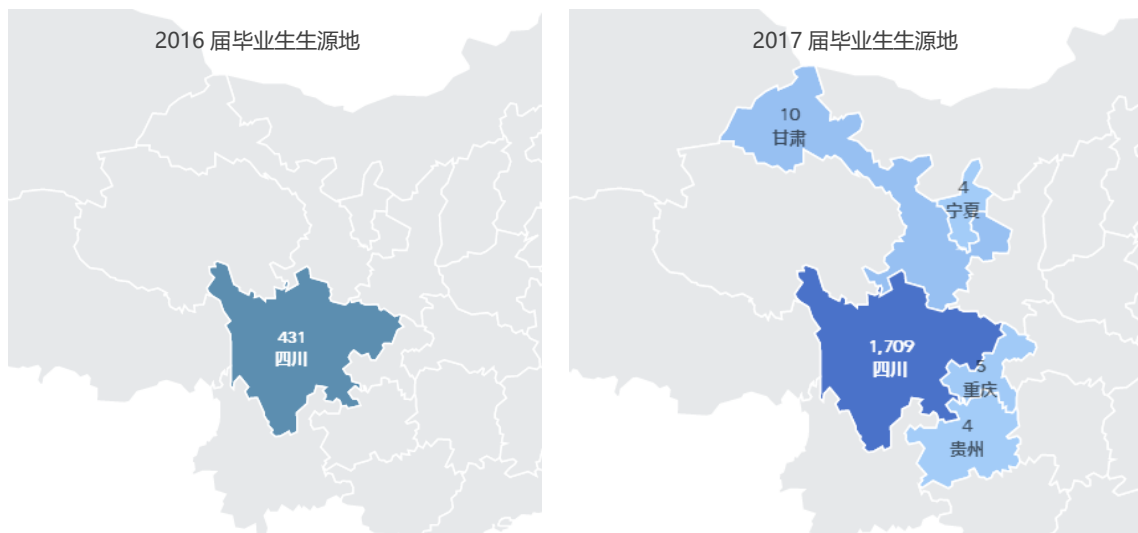 2016 届毕业生生源地
431
四川
2017 届毕业生生源地
10
甘肃
4
宁夏
1,709
四川
5
重庆
4
贵州